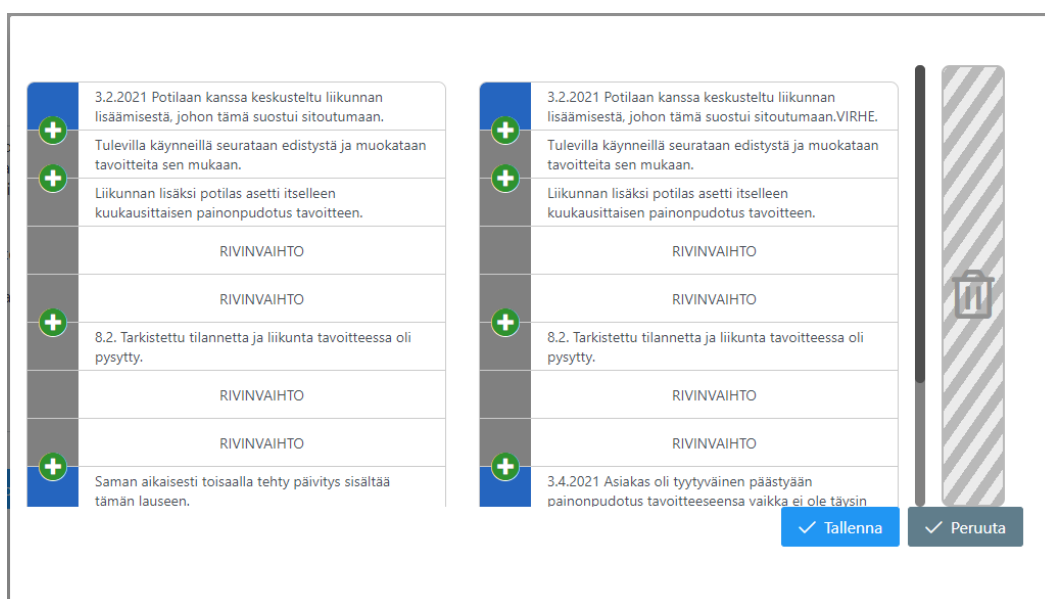 3.2.2021 Potilaan kanssa keskusteltu liikunnan
lisäämisestä, johon tämä suostui sitoutumaan.
Tulevilla käynneillä seurataan edistystä ja muokataan
tavoitteita sen mukaan.
Liikunnan lisäksi potilas asetti itselleen
kuukausittaisen painonpudotus tavoitteen.
RIVINVAIHTO
RIVINVAIHTO
8.2. Tarkistettu tilannetta ja liikunta tavoitteessa oli
pysytty.
RIVINVAIHTO
RIVINVAIHTO
Saman aikaisesti toisaalla tehty päivitys sisältää
tämän lauseen.
3.2.2021 Potilaan kanssa keskusteltu liikunnan
lisäämisestä, johon tämä suostui sitoutumaan.VIRHE.
Tulevilla käynneillä seurataan edistystä ja muokataan
tavoitteita sen mukaan.
Liikunnan lisäksi potilas asetti itselleen
kuukausittaisen painonpudotus tavoitteen.
RIVINVAIHTO
RIVINVAIHTO
8.2. Tarkistettu tilannetta ja liikunta tavoitteessa oli
pysytty.
RIVINVAIHTO
RIVINVAIHTO
3.4.2021 Asiakas oli tyytyväinen päästyään
painonpudotus tavoitteeseensa vaikka ei ole täysin
Tallenna
Peruuta